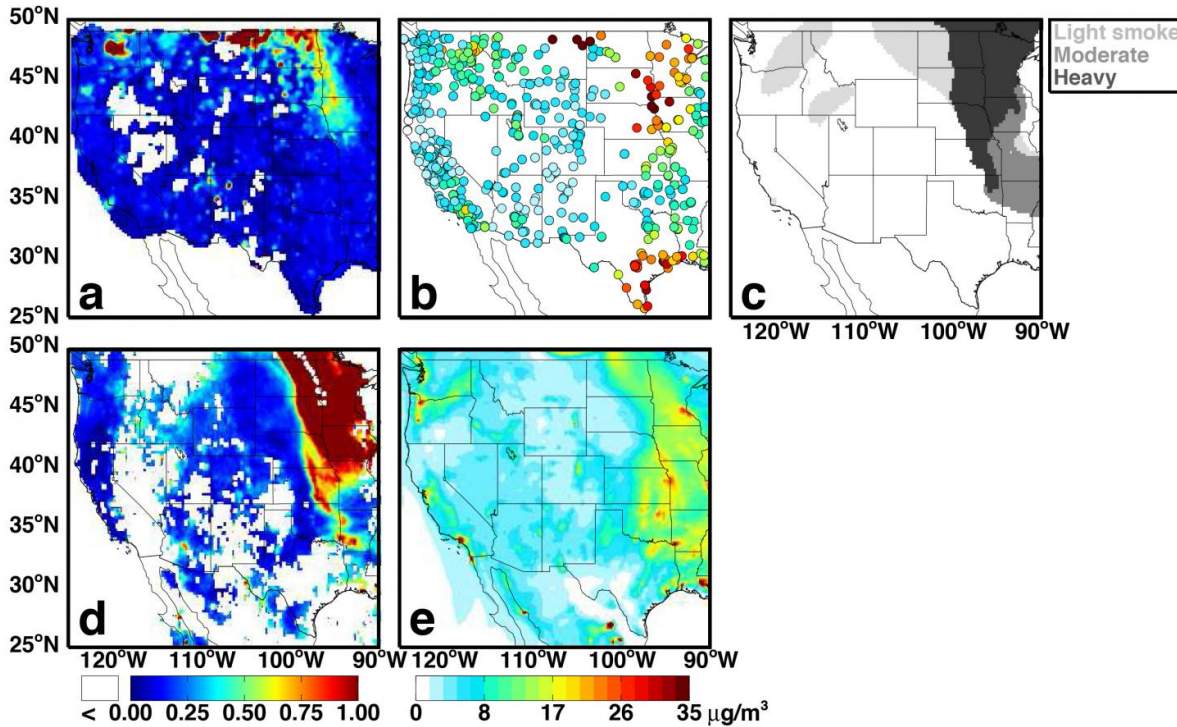 50°N
45°N
40°N
35°N
30°N
25°N
a
b
c
Light smoke
Moderate
Heavy
120°W 110°W 100°W 90°W
50°N
45°N
40°N
35°N
30°N
25°N
d
e
120°W 110°W 100°W 90°W
120°W 110°W 100°W 90°W
< 0.00 0.25 0.50 0.75 1.00
0 8 17 26 35 μg/m³